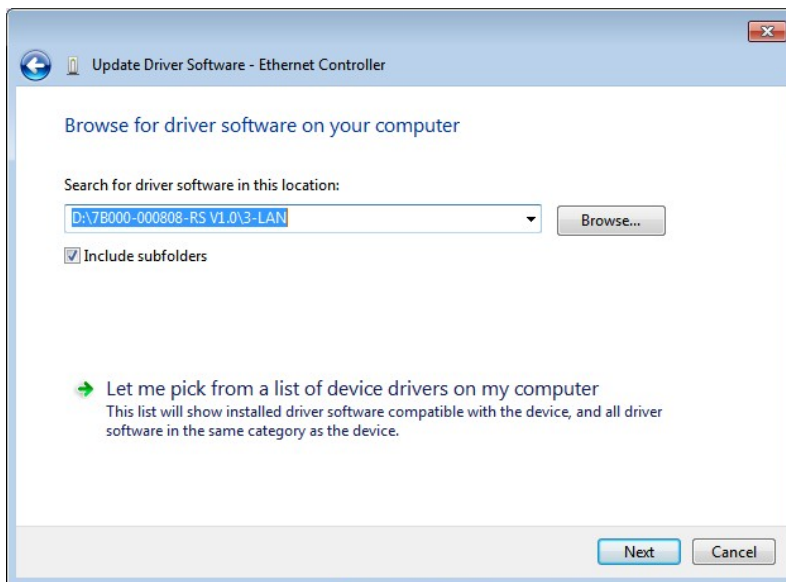 Update Driver Software - Ethernet Controller
Browse for driver software on your computer
Search for driver software in this location:
D:\7B000-000808-RS V1.0\3-LAN
Browse...
Include subfolders
Let me pick from a list of device drivers on my computer
This list will show installed driver software compatible with the device, and all driver
software in the same category as the device.
Next
Cancel